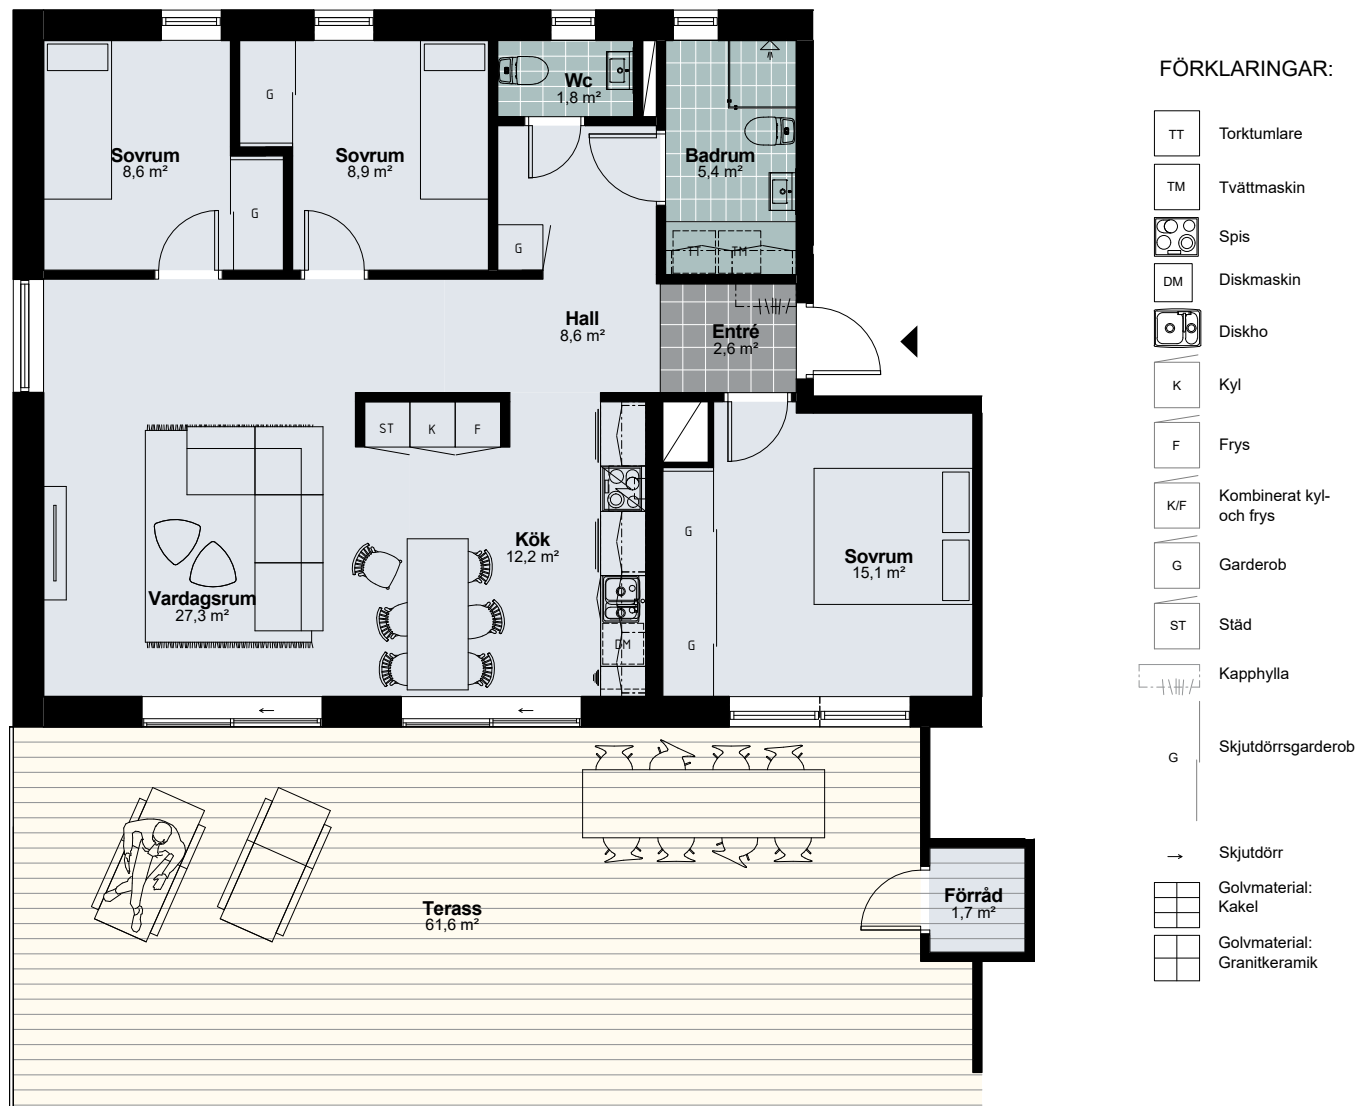 Sovrum
8,6 m²
G
G
Sovrum
8,9 m²
Wc
1,8 m²
Badrum
5,4 m²
TT
TM
G
Hall
8,6 m²
Entré
2,6 m²
ST
K
F
Kök
12,2 m²
DM
Vardagsrum
27,3 m²
G
G
Sovrum
15,1 m²
←
←
Terass
61,6 m²
Förråd
1,7 m²
FÖRKLARINGAR:
TT Torktumlare
TM Tvättmaskin
Spis
DM Diskmaskin
Diskho
K Kyl
F Frys
K/F Kombinerat kyl-
och frys
G Garderob
ST Städ
Kapphylla
G Skjutdörrsgarderob
→ Skjutdörr
Golvmaterial:
Kakel
Golvmaterial:
Granitkeramik